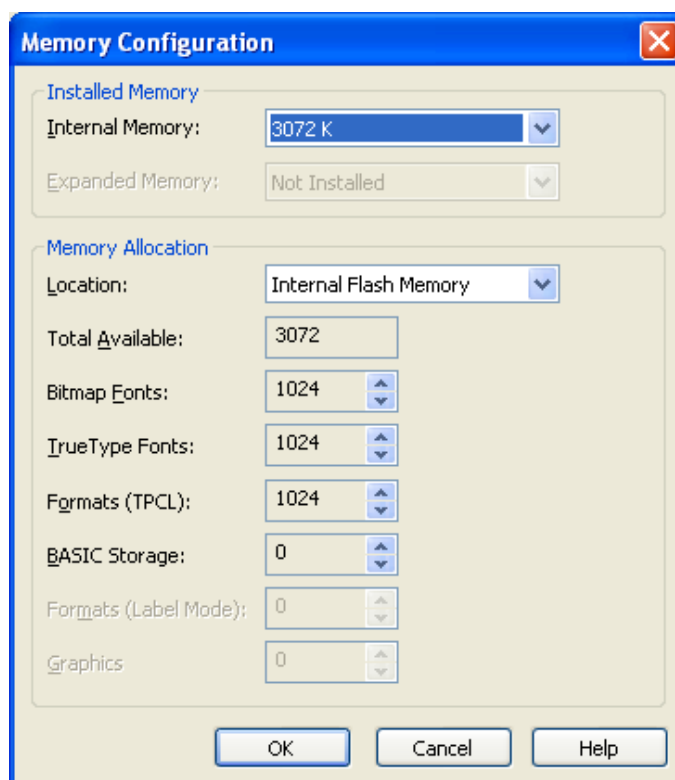 Memory Configuration
Installed Memory
Internal Memory: 3072 K
Expanded Memory: Not Installed
Memory Allocation
Location: Internal Flash Memory
Total Available: 3072
Bitmap Fonts: 1024
TrueType Fonts: 1024
Formats (TPCL): 1024
BASIC Storage: 0
Formats (Label Mode): 0
Graphics 0
OK Cancel Help